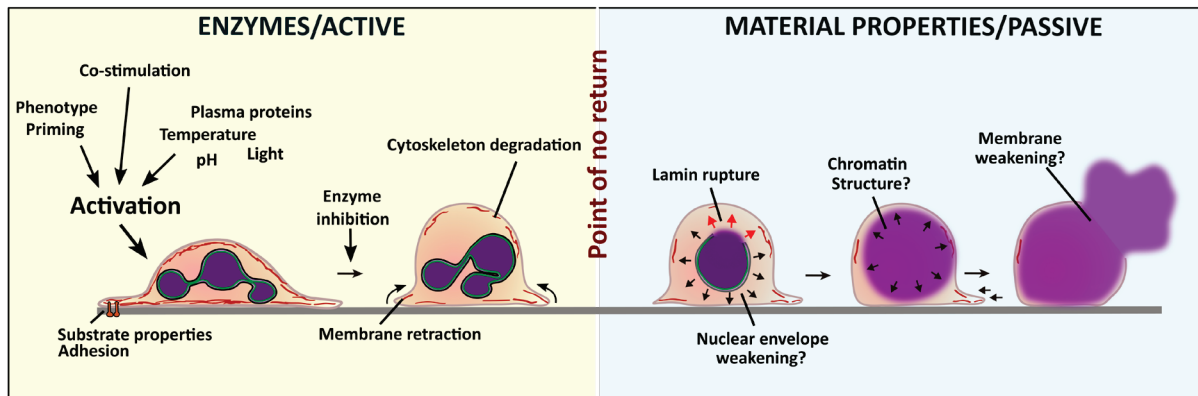 ENZYMES/ACTIVE
Co-stimulation
Phenotype
Priming
Plasma proteins
Temperature
pH
Light
Activation
Enzyme
inhibition
Cytoskeleton degradation
Substrate properties
Adhesion
Membrane retraction
Point of no return
MATERIAL PROPERTIES/PASSIVE
Lamin rupture
Chromatin
Structure?
Membrane
weakening?
Nuclear envelope
weakening?